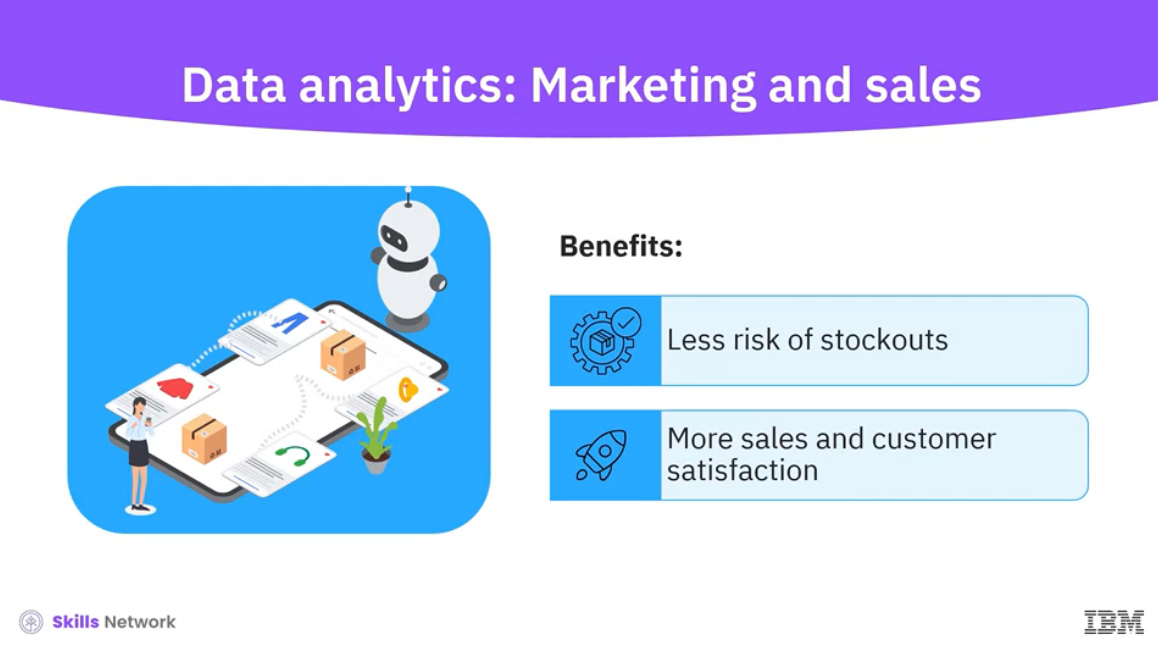 Data analytics: Marketing and sales
Benefits:
Less risk of stockouts
More sales and customer
satisfaction
Skills Network
IBM